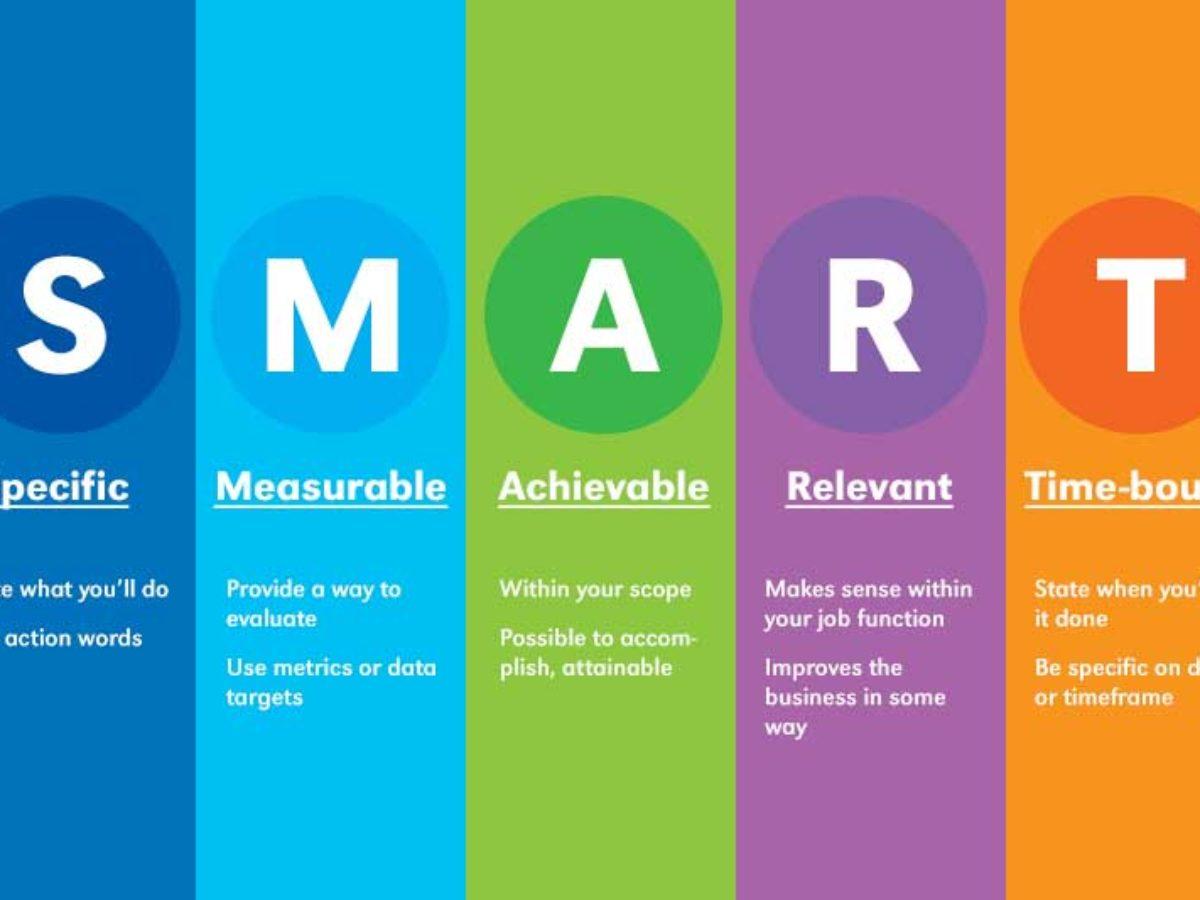 S
pecific
e what you'll do
action words
M
Measurable
Provide a way to
evaluate
Use metrics or data
targets
A
Achievable
Within your scope
Possible to accom-
plish, attainable
R
Relevant
Makes sense within
your job function
Improves the
business in some
way
T
Time-bou
State when you'
it done
Be specific on d
or timeframe